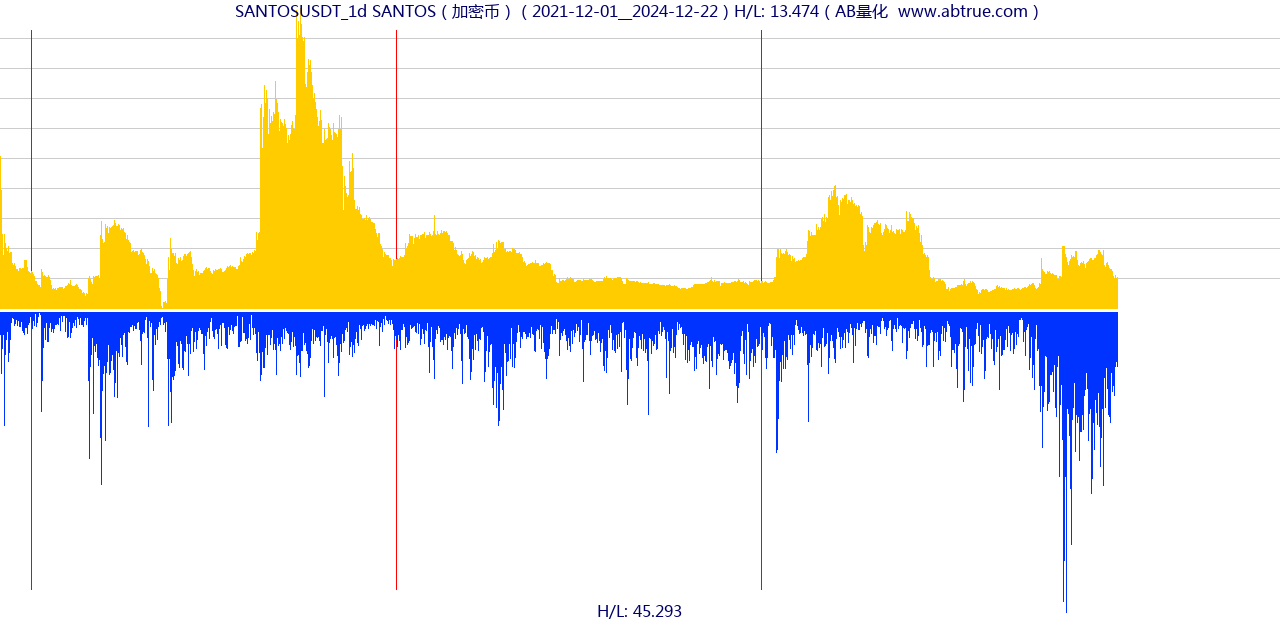 SANTOSUSDT_1d SANTOS ( 加密币 ) ( 2021-12-01__2024-12-22 ) H/L: 13.474 ( AB量化  www.abtrue.com )
H/L: 45.293